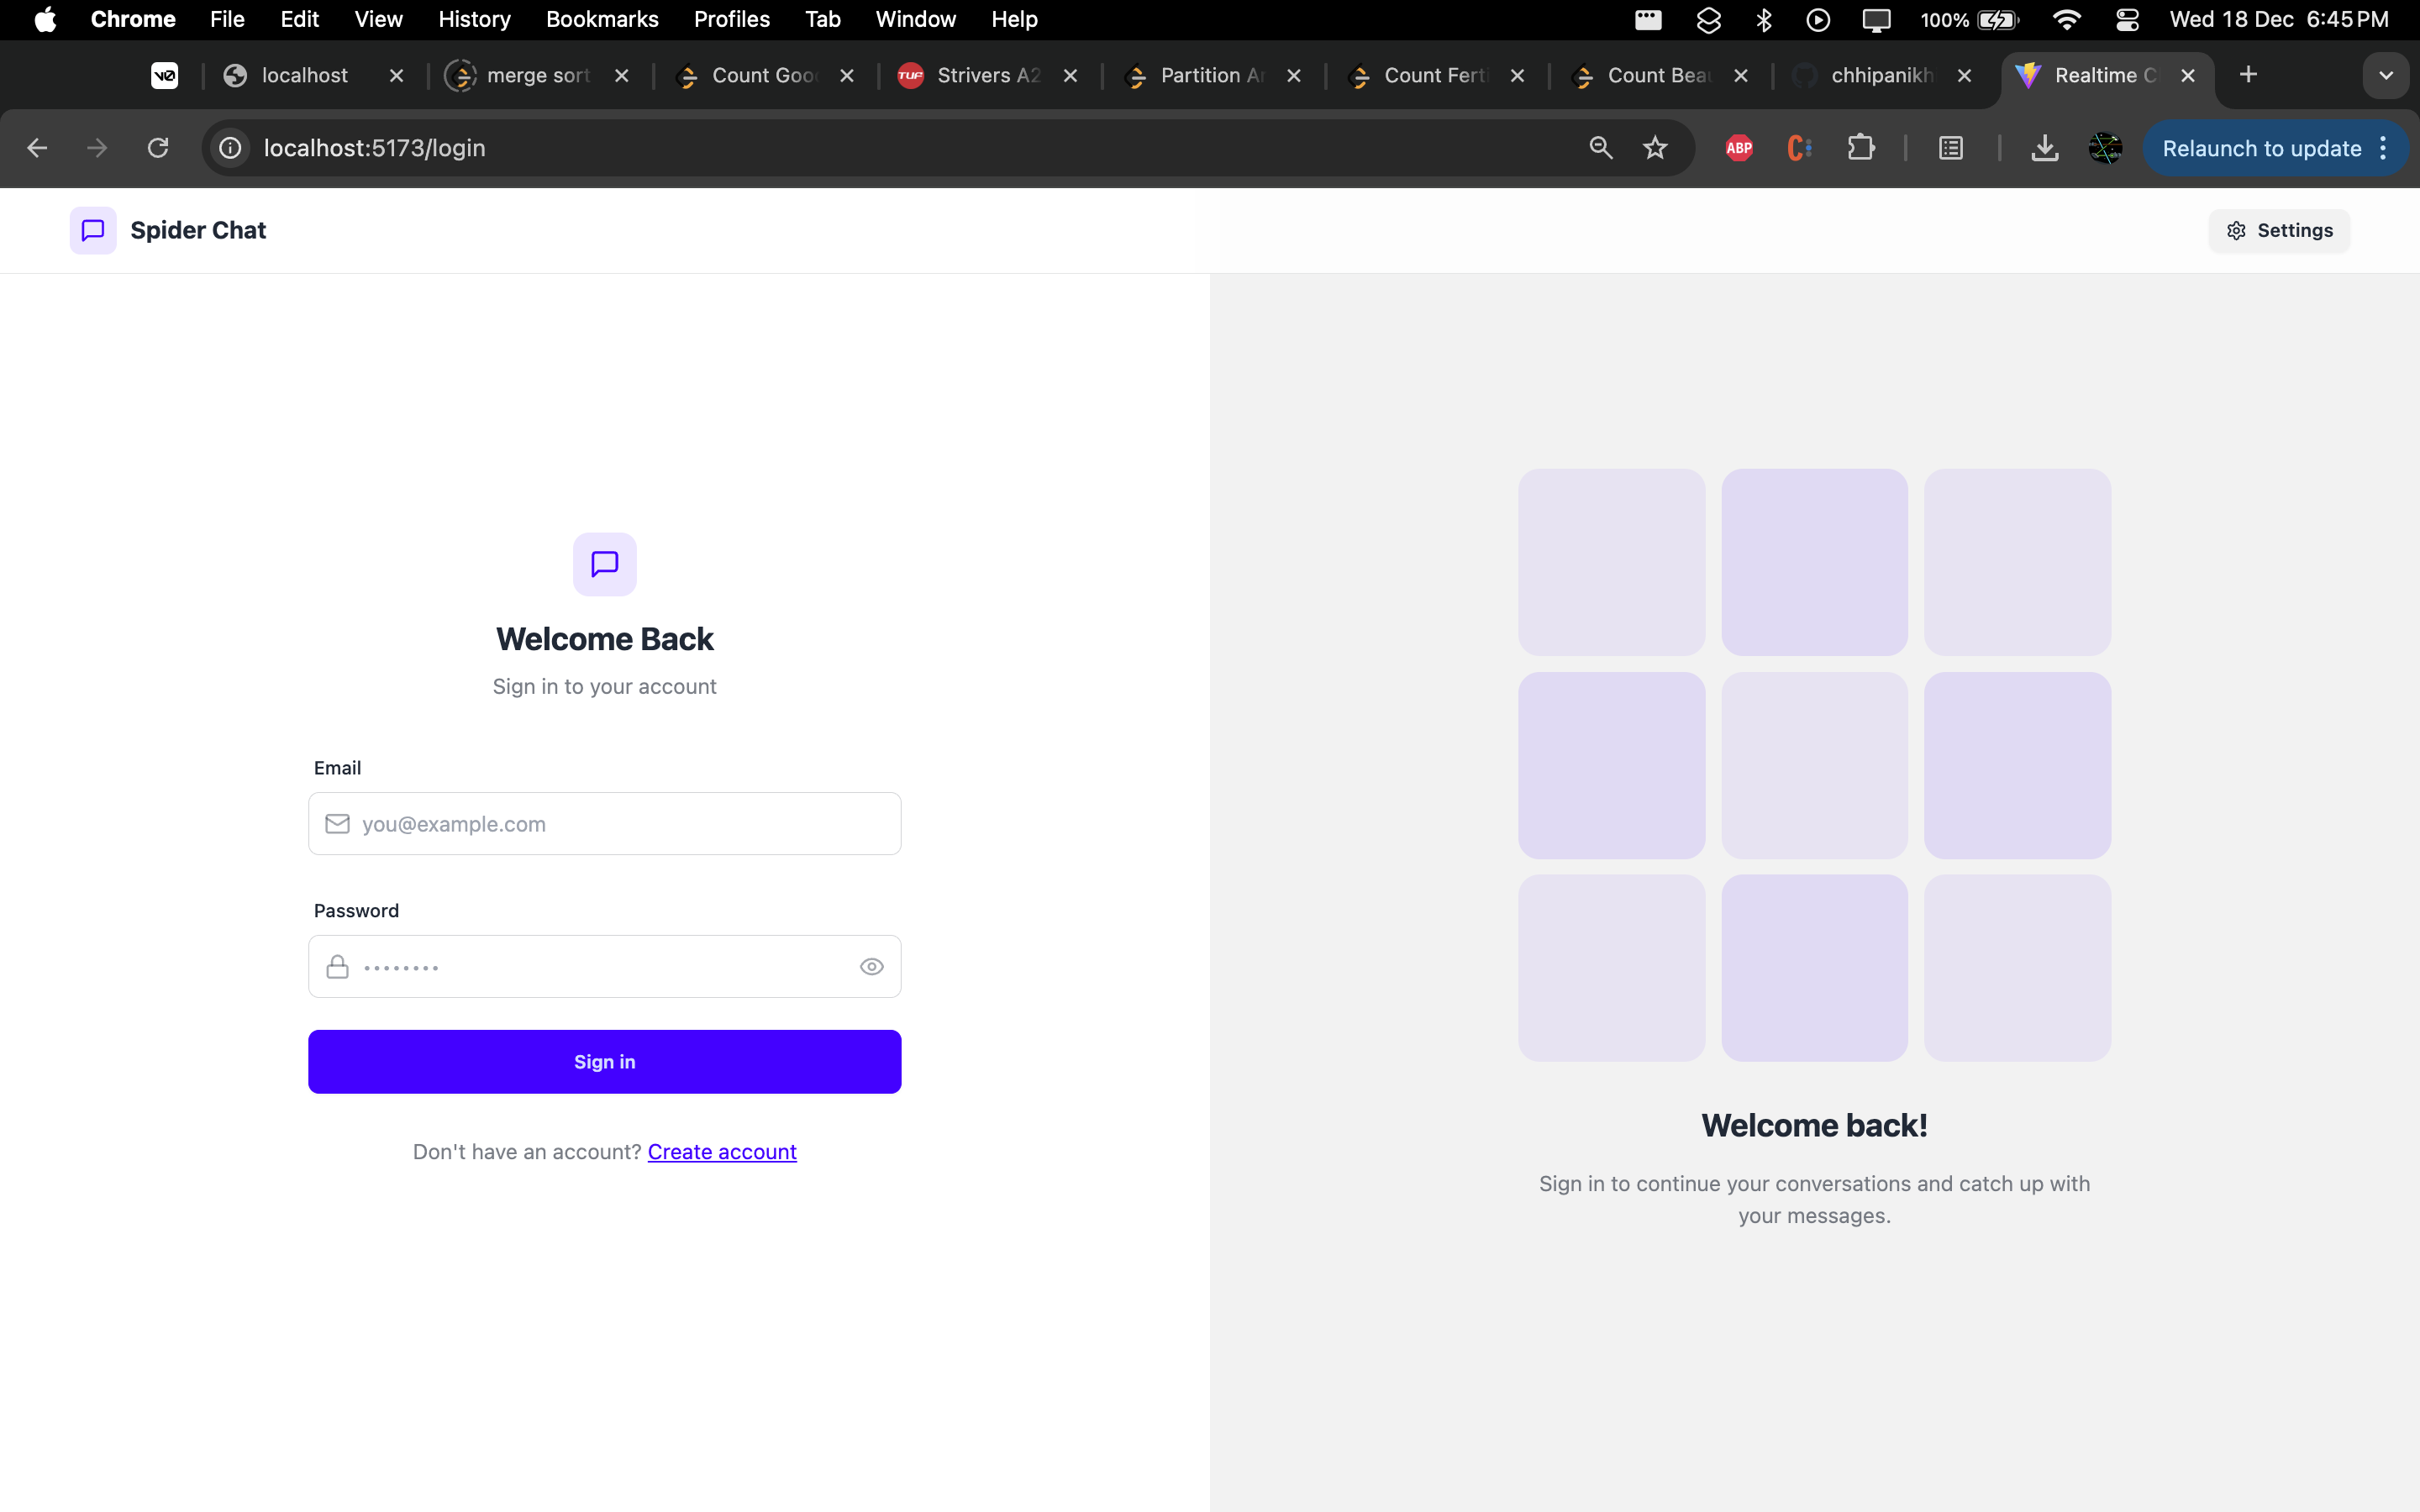 Chrome File Edit View History Bookmarks Profiles Tab Window Help 100% Wed 18 Dec 6:45 PM
v0 localhost merge sort Count Goo TUF Strivers A2 Partition Ar Count Ferti Count Bea chhipanikh Realtime C
localhost:5173/login ABP C Relaunch to update
Spider Chat Settings
Welcome Back
Sign in to your account
Email
you@example.com
Password
••••••••
Sign in
Don't have an account? Create account
Welcome back!
Sign in to continue your conversations and catch up with
your messages.